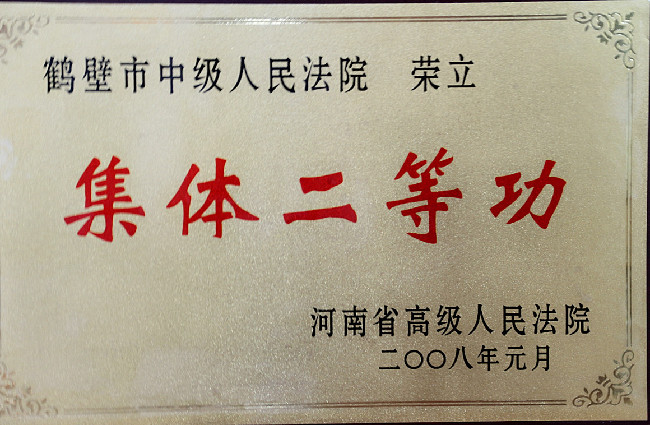 鹤壁市中级人民法院 荣立
集体二等功
河南省高级人民法院
二〇〇八年元月